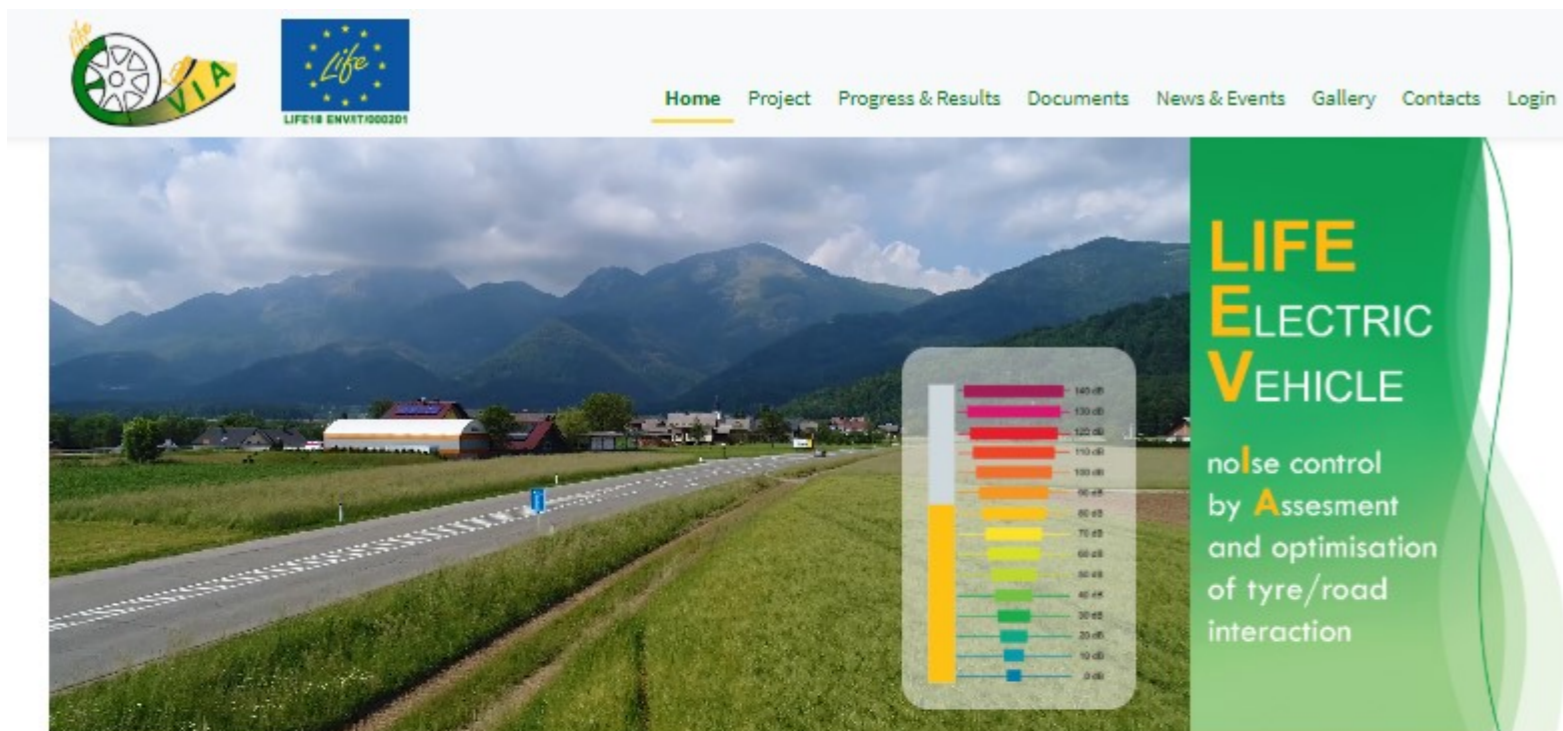 life
VIA
Life
LIFE18 ENV/IT/000201
Home Project Progress & Results Documents News & Events Gallery Contacts Login
LIFE
ELECTRIC
VEHICLE
noIse control
by Assesment
and optimisation
of tyre/road
interaction
140 dB
130 dB
120 dB
110 dB
100 dB
90 dB
80 dB
70 dB
60 dB
50 dB
40 dB
30 dB
20 dB
10 dB
0 dB